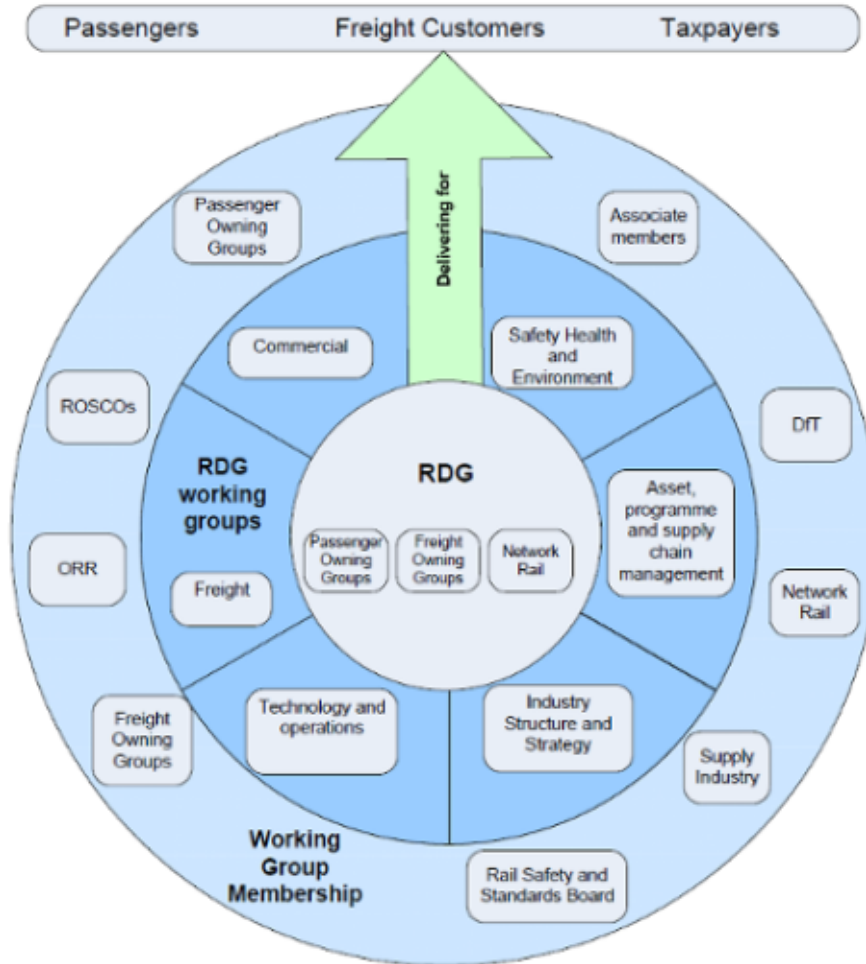 Passengers Freight Customers Taxpayers
Delivering for
Passenger
Owning
Groups
Associate
members
Commercial
Safety Health
and
Environment
ROSCOs
DfT
RDG
working
groups
RDG
Asset,
programme
and supply
chain
management
Passenger
Owning
Groups
Freight
Owning
Groups
Network
Rail
ORR
Freight
Network
Rail
Technology and
operations
Industry
Structure and
Strategy
Freight
Owning
Groups
Supply
Industry
Working
Group
Membership
Rail Safety and
Standards Board